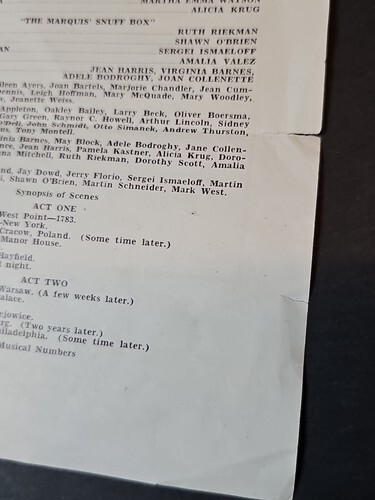 MARTHA EMMA WATSON
ALICIA KRUG
"THE MARQUIS' SNUFF BOX"
RUTH RIEKMAN
SHAWN O'BRIEN
SERGEI ISMAELOFF
AMALIA VALEZ
JEAN HARRIS, VIRGINIA BARNES,
ADELE BODROGHY, JOAN COLLENETTE
Ayers, Joan Bartels, Marjorie Chandler, Jean Cum-
Leigh Hoffman, Mary McQuade, Mary Woodley,
Jeanette Weiss.
Appleton, Oakley Bailey, Larry Beck, Oliver Boersma,
Gary Green, Raynor C. Howell, Arthur Lincoln, Sidney
John Schmidt, Otto Simanek, Andrew Thurston,
Tony Montell.
Barnes, May Block, Adele Bodroghy, Jane Collen-
Jean Harris, Pamela Kastner, Alicia Krug, Doro-
Mitchell, Ruth Riekman, Dorothy Scott, Amalia
Jay Dowd, Jerry Florio, Sergei Ismaeloff, Martin
Shawn O'Brien, Martin Schneider, Mark West.
Synopsis of Scenes
ACT ONE
West Point—1783.
New York.
Cracow, Poland. (Some time later.)
Manor House.
Hayfield.
night.
ACT TWO
Warsaw. (A few weeks later.)
(Two years later.)
(Some time later.)
Musical Numbers